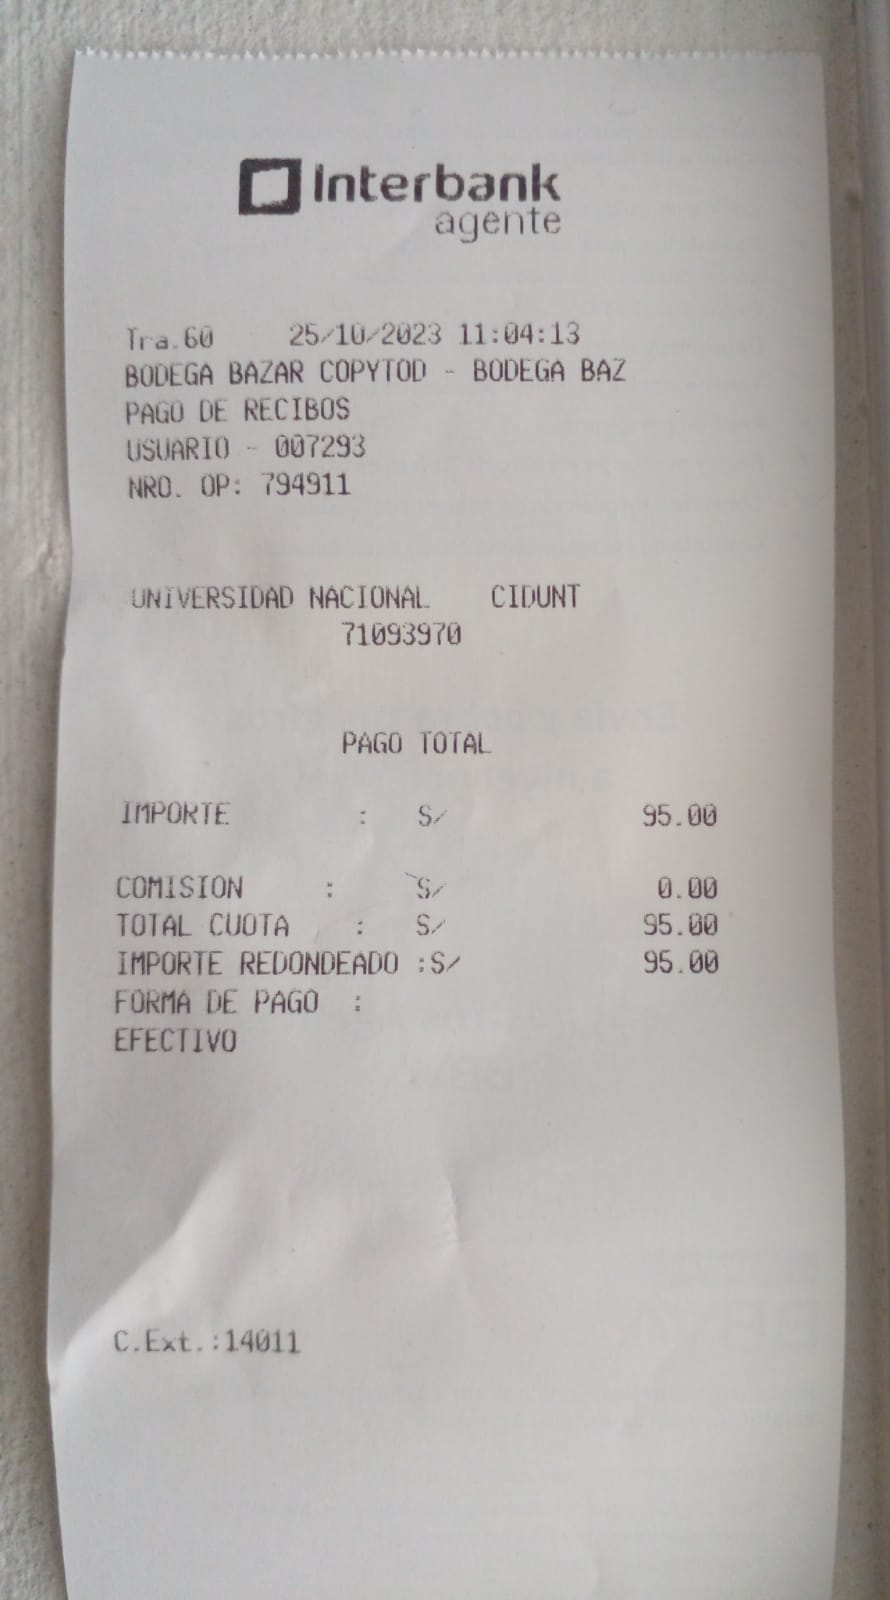 Interbank
agente
Tra.60 25/10/2023 11:04:13
BODEGA BAZAR COPYTOD - BODEGA BAZ
PAGO DE RECIBOS
USUARIO - 007293
NRO. OP: 794911
UNIVERSIDAD NACIONAL CIDUNT
71093970
PAGO TOTAL
IMPORTE : S/ 95.00
COMISION : S/ 0.00
TOTAL CUOTA : S/ 95.00
IMPORTE REDONDEADO :S/ 95.00
FORMA DE PAGO :
EFECTIVO
C.Ext.:14011